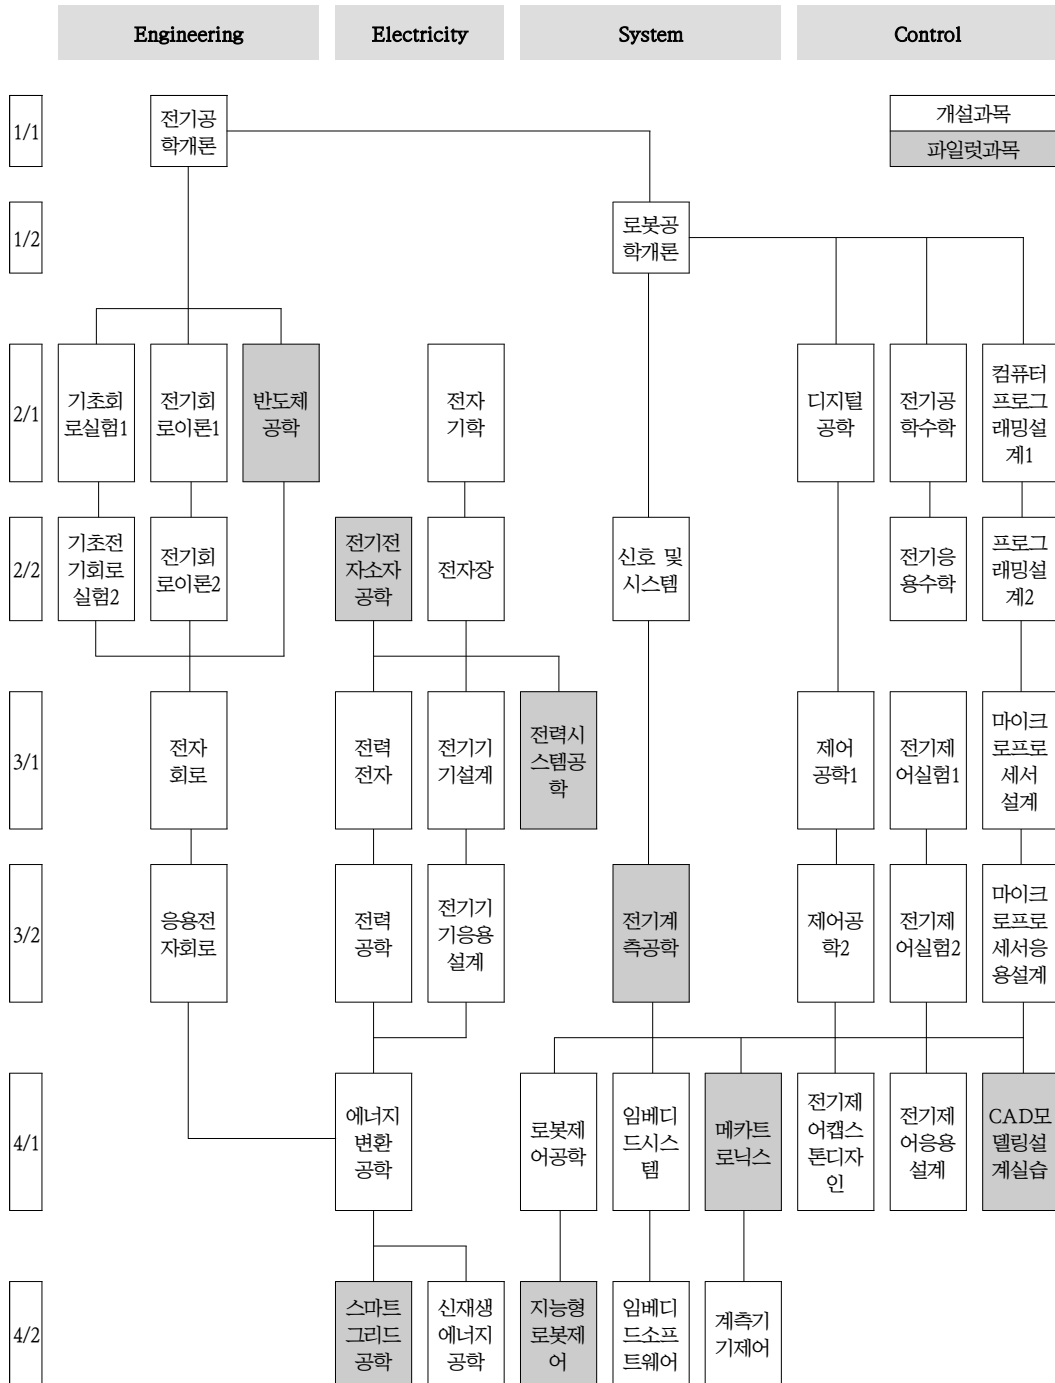 Engineering
Electricity
System
Control
1/1
전기공
학개론
개설과목
파일럿과목
1/2
로봇공
학개론
2/1
기초회
로실험1
전기회
로이론1
반도체
공학
전자
기학
디지털
공학
전기공
학수학
컴퓨터
프로그
래밍설
계1
2/2
기초전
기회로
실험2
전기회
로이론2
전기전
자소자
공학
전자장
신호 및
시스템
전기응
용수학
프로그
래밍설
계2
3/1
전자
회로
전력
전자
전기기
기설계
전력시
스템공
학
제어
공학1
전기제
어실험1
마이크
로프로
세서
설계
3/2
응용전
자회로
전력
공학
전기기
기응용
설계
전기계
측공학
제어공
학2
전기제
어실험2
마이크
로프로
세서응
용설계
4/1
에너지
변환
공학
로봇제
어공학
임베디
드시스
템
메카트
로닉스
전기제
어캡스
톤디자
인
전기제
어응용
설계
CAD모
델링설
계실습
4/2
스마트
그리드
공학
신재생
에너지
공학
지능형
로봇제
어
임베디
드소프
트웨어
계측기
기제어